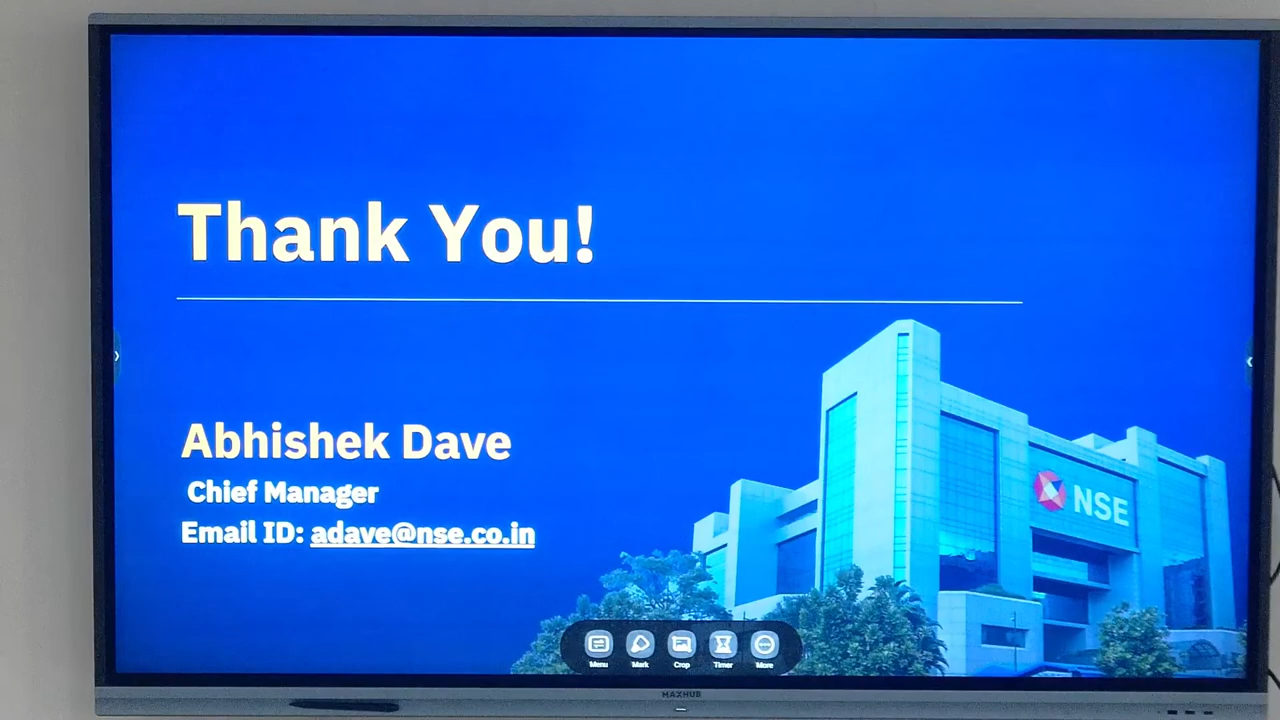 Thank You!
Abhishek Dave
Chief Manager
Email ID: adave@nse.co.in
NSE
Menu Mark Crop Timer More
MAXHUB